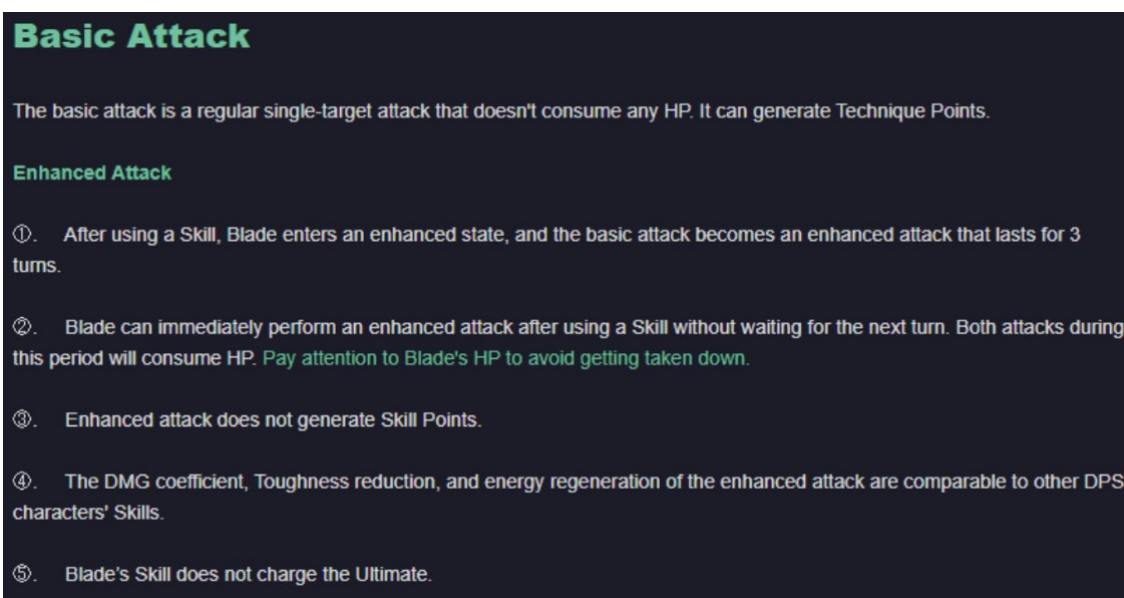 Basic Attack
The basic attack is a regular single-target attack that doesn't consume any HP. It can generate Technique Points.
Enhanced Attack
①. After using a Skill, Blade enters an enhanced state, and the basic attack becomes an enhanced attack that lasts for 3
turns.
②. Blade can immediately perform an enhanced attack after using a Skill without waiting for the next turn. Both attacks during
this period will consume HP. Pay attention to Blade's HP to avoid getting taken down.
③. Enhanced attack does not generate Skill Points.
④. The DMG coefficient, Toughness reduction, and energy regeneration of the enhanced attack are comparable to other DPS
characters' Skills.
⑤. Blade’s Skill does not charge the Ultimate.